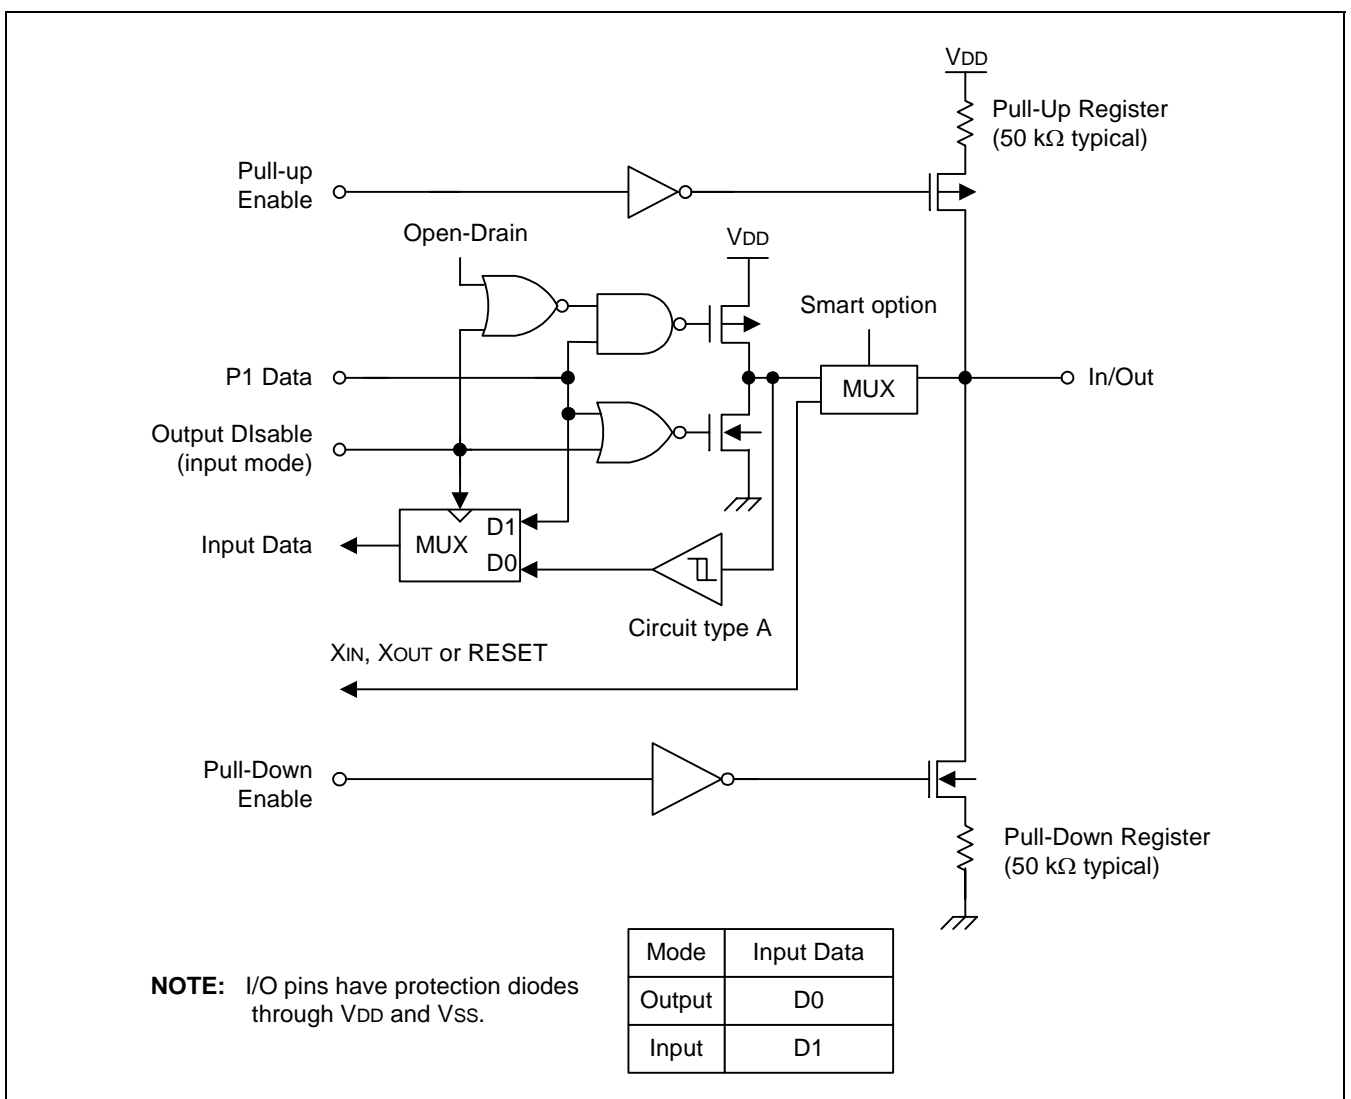 VDD
Pull-Up Register
(50 kΩ typical)
Pull-up
Enable
Open-Drain
VDD
Smart option
P1 Data
MUX
In/Out
Output DIsable
(input mode)
D1
Input Data
MUX
D0
Circuit type A
XIN, XOUT or RESET
Pull-Down
Enable
Pull-Down Register
(50 kΩ typical)
Mode Input Data
Output D0
Input D1
NOTE: I/O pins have protection diodes
through VDD and VSS.